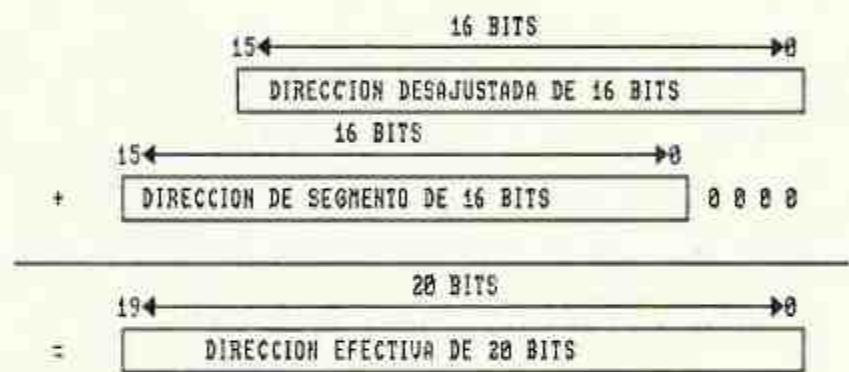 16 BITS
15 0
DIRECCION DESAJUSTADA DE 16 BITS
16 BITS
15 0
+ DIRECCION DE SEGMENTO DE 16 BITS 0 0 0 0
20 BITS
19 0
= DIRECCION EFECTIVA DE 20 BITS